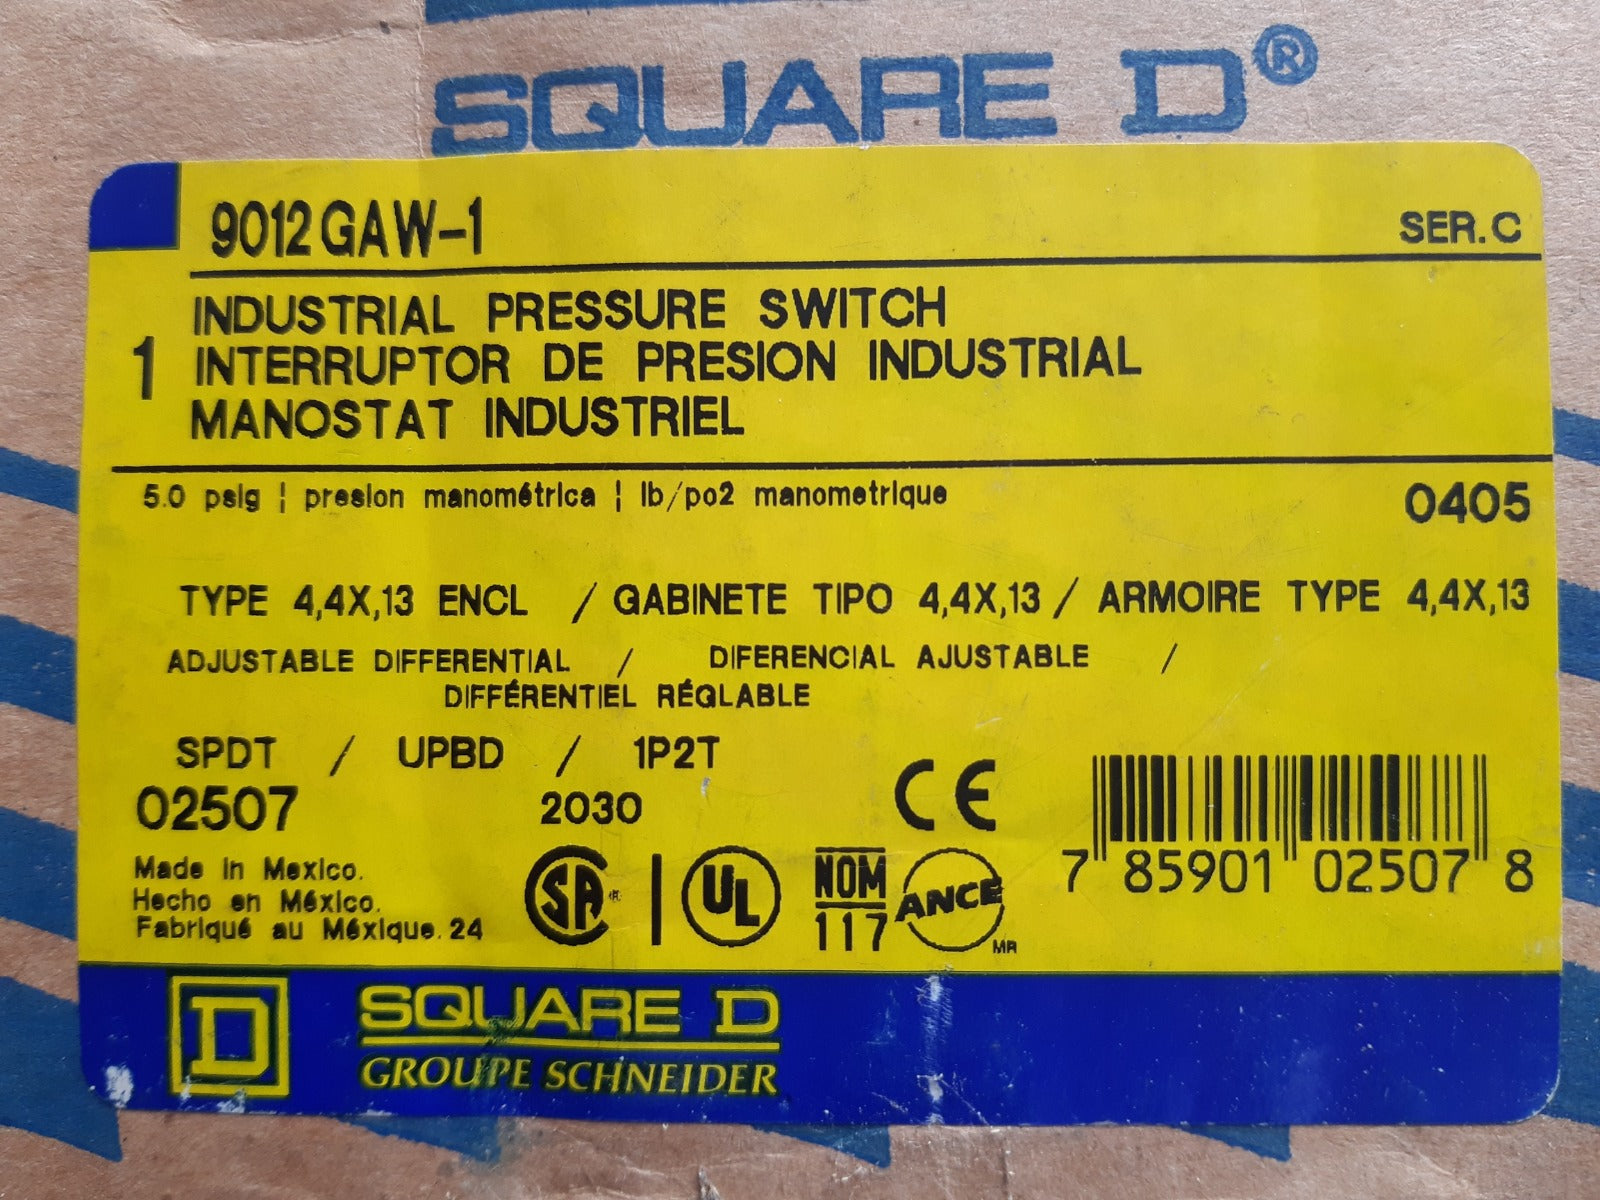 SQUARE D®
9012GAW-1 SER.C
INDUSTRIAL PRESSURE SWITCH
1 INTERRUPTOR DE PRESION INDUSTRIAL
MANOSTAT INDUSTRIEL
5.0 psig ¦ presion manométrica ¦ lb/po2 manometrique 0405
TYPE 4,4X,13 ENCL / GABINETE TIPO 4,4X,13 / ARMOIRE TYPE 4,4X,13
ADJUSTABLE DIFFERENTIAL / DIFERENCIAL AJUSTABLE /
DIFFÉRENTIEL RÉGLABLE
SPDT / UPBD / 1P2T
02507 2030 CE
Made in Mexico.
Hecho en México.
Fabriqué au Méxique. 24
SA ® UL NOM 117 ANCE MR
7 85901 02507 8
D SQUARE D
GROUPE SCHNEIDER